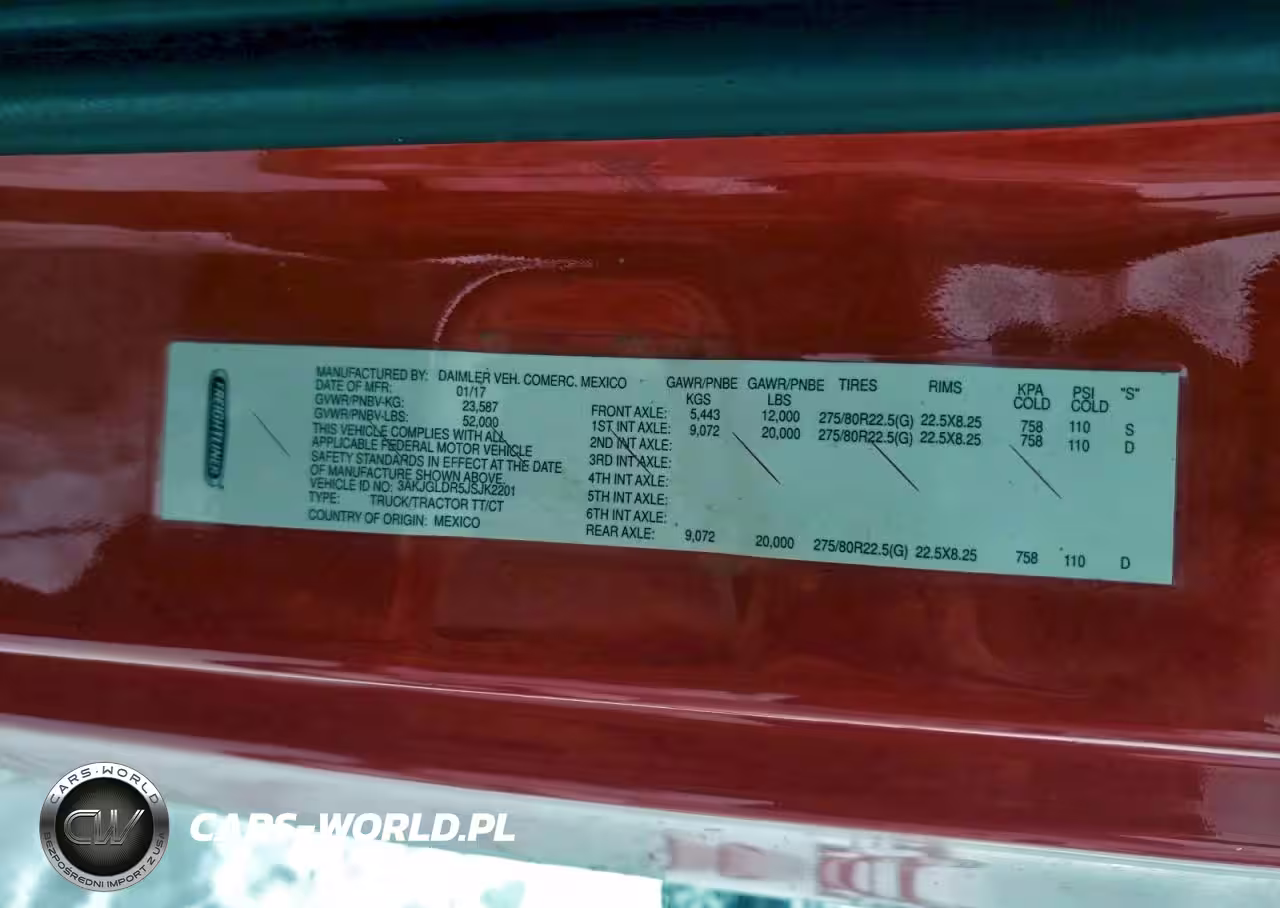 FREIGHTLINER
MANUFACTURED BY: DAIMLER VEH. COMERC. MEXICO
DATE OF MFR: 01/17
GVWR/PNBV-KG: 23,587
GVWR/PNBV-LBS: 52,000
THIS VEHICLE COMPLIES WITH ALL
APPLICABLE FEDERAL MOTOR VEHICLE
SAFETY STANDARDS IN EFFECT AT THE DATE
OF MANUFACTURE SHOWN ABOVE.
VEHICLE ID NO: 3AKJGLDR5JSJK2201
TYPE: TRUCK/TRACTOR TT/CT
COUNTRY OF ORIGIN: MEXICO
GAWR/PNBE GAWR/PNBE TIRES RIMS KPA PSI "S"
KGS LBS COLD COLD
FRONT AXLE: 5,443 12,000 275/80R22.5(G) 22.5X8.25 758 110 S
1ST INT AXLE: 9,072 20,000 275/80R22.5(G) 22.5X8.25 758 110 D
2ND INT AXLE:
3RD INT AXLE:
4TH INT AXLE:
5TH INT AXLE:
6TH INT AXLE:
REAR AXLE: 9,072 20,000 275/80R22.5(G) 22.5X8.25 758 110 D
CARS-WORLD
CW
BEZPOŚREDNI IMPORT Z USA
CARS-WORLD.PL